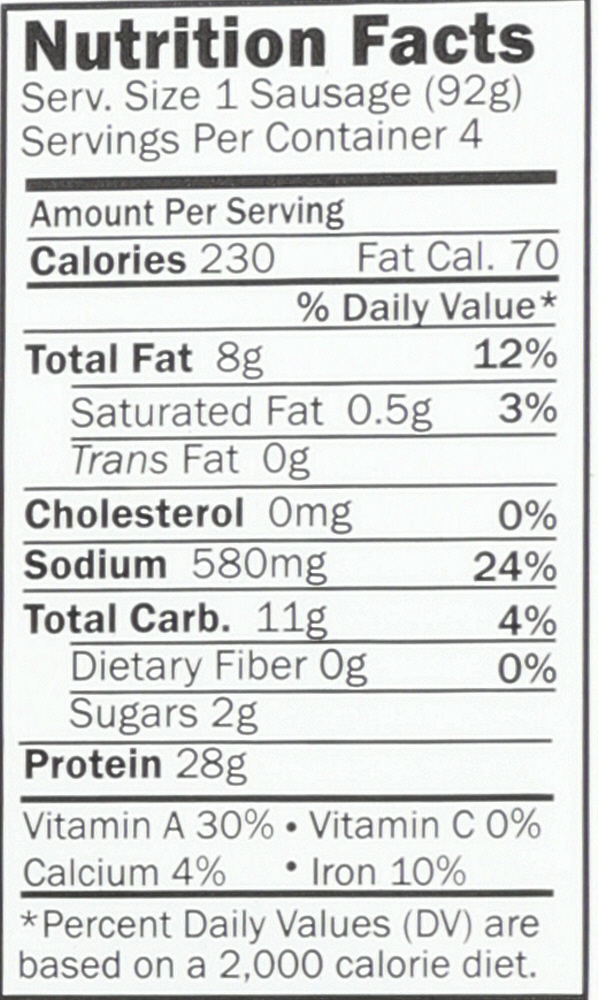 Nutrition Facts
Serv. Size 1 Sausage (92g)
Servings Per Container 4
Amount Per Serving
Calories 230 Fat Cal. 70
% Daily Value*
Total Fat 8g 12%
Saturated Fat 0.5g 3%
Trans Fat 0g
Cholesterol 0mg 0%
Sodium 580mg 24%
Total Carb. 11g 4%
Dietary Fiber 0g 0%
Sugars 2g
Protein 28g
Vitamin A 30% • Vitamin C 0%
Calcium 4% • Iron 10%
*Percent Daily Values (DV) are
based on a 2,000 calorie diet.